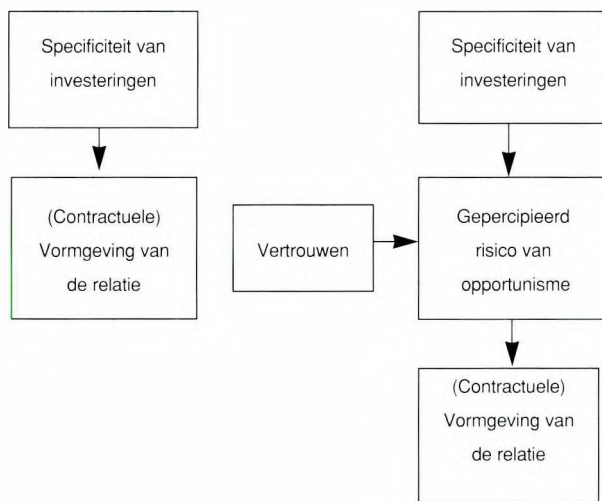 Specificiteit van
investeringen
(Contractuele)
Vormgeving van
de relatie
Specificiteit van
investeringen
Vertrouwen
Gepercipieerd
risico van
opportunisme
(Contractuele)
Vormgeving van
de relatie